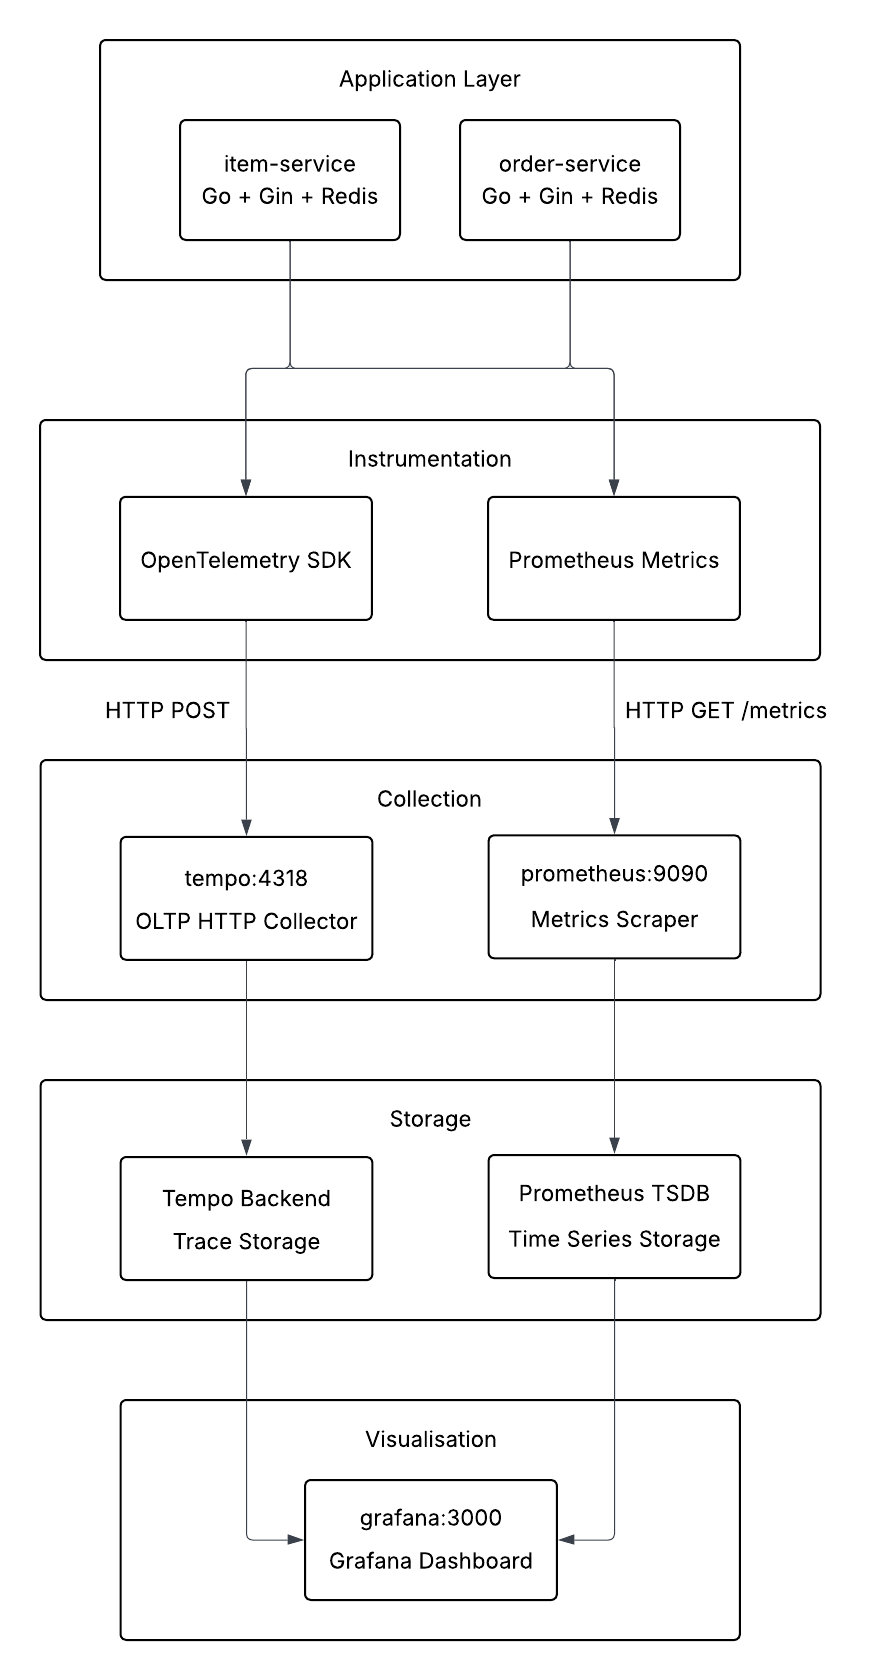 Application Layer
item-service
Go + Gin + Redis
order-service
Go + Gin + Redis
Instrumentation
OpenTelemetry SDK
Prometheus Metrics
HTTP POST
HTTP GET /metrics
Collection
tempo:4318
OLTP HTTP Collector
prometheus:9090
Metrics Scraper
Storage
Tempo Backend
Trace Storage
Prometheus TSDB
Time Series Storage
Visualisation
grafana:3000
Grafana Dashboard